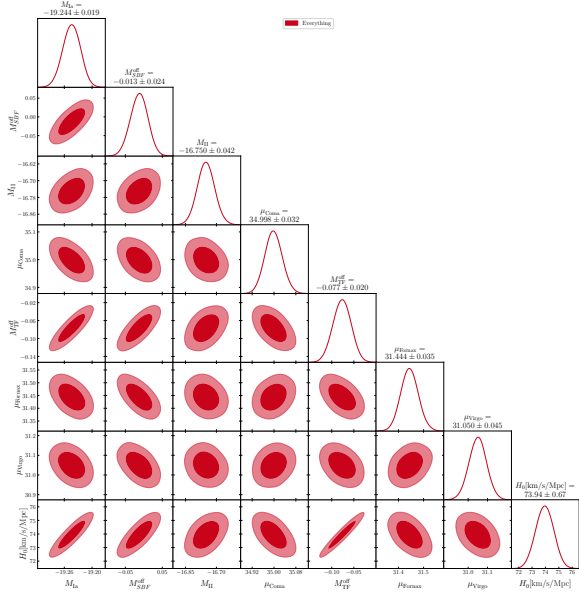 M_Ia =
−19.244 ± 0.019
Everything
M^off_SBF =
−0.013 ± 0.024
M^off_SBF
0.05
0.00
−0.05
M_II =
−16.750 ± 0.042
M_II
−16.62
−16.70
−16.78
−16.86
μ_Coma =
34.998 ± 0.032
μ_Coma
35.1
35.0
34.9
M^off_TF =
−0.077 ± 0.020
M^off_TF
−0.02
−0.06
−0.10
−0.14
μ_Fornax =
31.444 ± 0.035
μ_Fornax
31.55
31.50
31.45
31.40
31.35
μ_Virgo =
31.050 ± 0.045
μ_Virgo
31.2
31.1
31.0
30.9
H_0[km/s/Mpc] =
73.94 ± 0.67
H_0[km/s/Mpc]
76
75
74
73
72
−19.26 −19.20 −0.05 0.05 −16.85 −16.70 34.92 35.00 35.08 −0.10 −0.04 31.4 31.5 31.0 31.1 72 73 74 75 76
M_Ia M^off_SBF M_II μ_Coma M^off_TF μ_Fornax μ_Virgo H_0[km/s/Mpc]